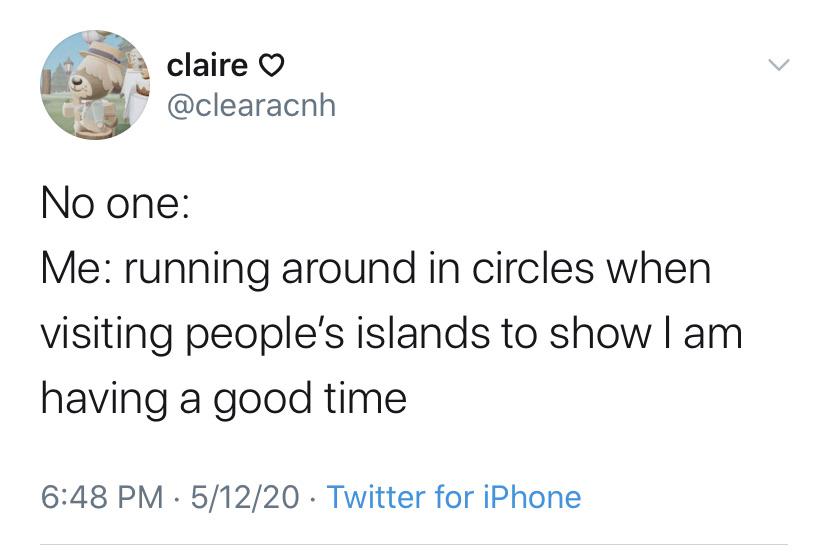 claire ♡
@clearacnh
No one:
Me: running around in circles when
visiting people’s islands to show I am
having a good time
6:48 PM · 5/12/20 · Twitter for iPhone